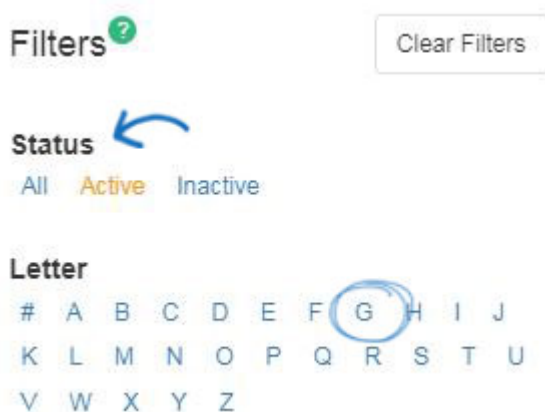 Filters?
Clear Filters
Status
All Active Inactive
Letter
# A B C D E F G H I J
K L M N O P Q R S T U
V W X Y Z